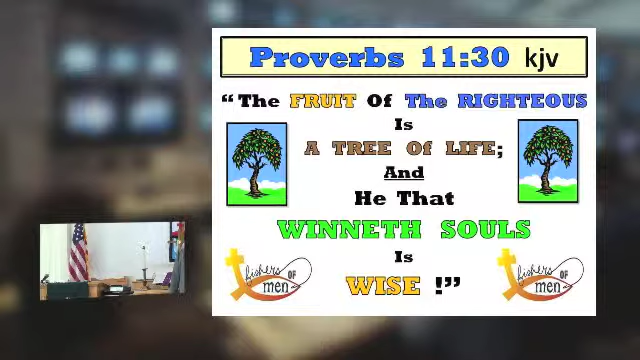 Proverbs 11:30 kjv
“The FRUIT Of The RIGHTEOUS
Is
A TREE Of LIFE;
And
He That
WINNETH SOULS
Is
WISE !”
fishers OF men
fishers OF men